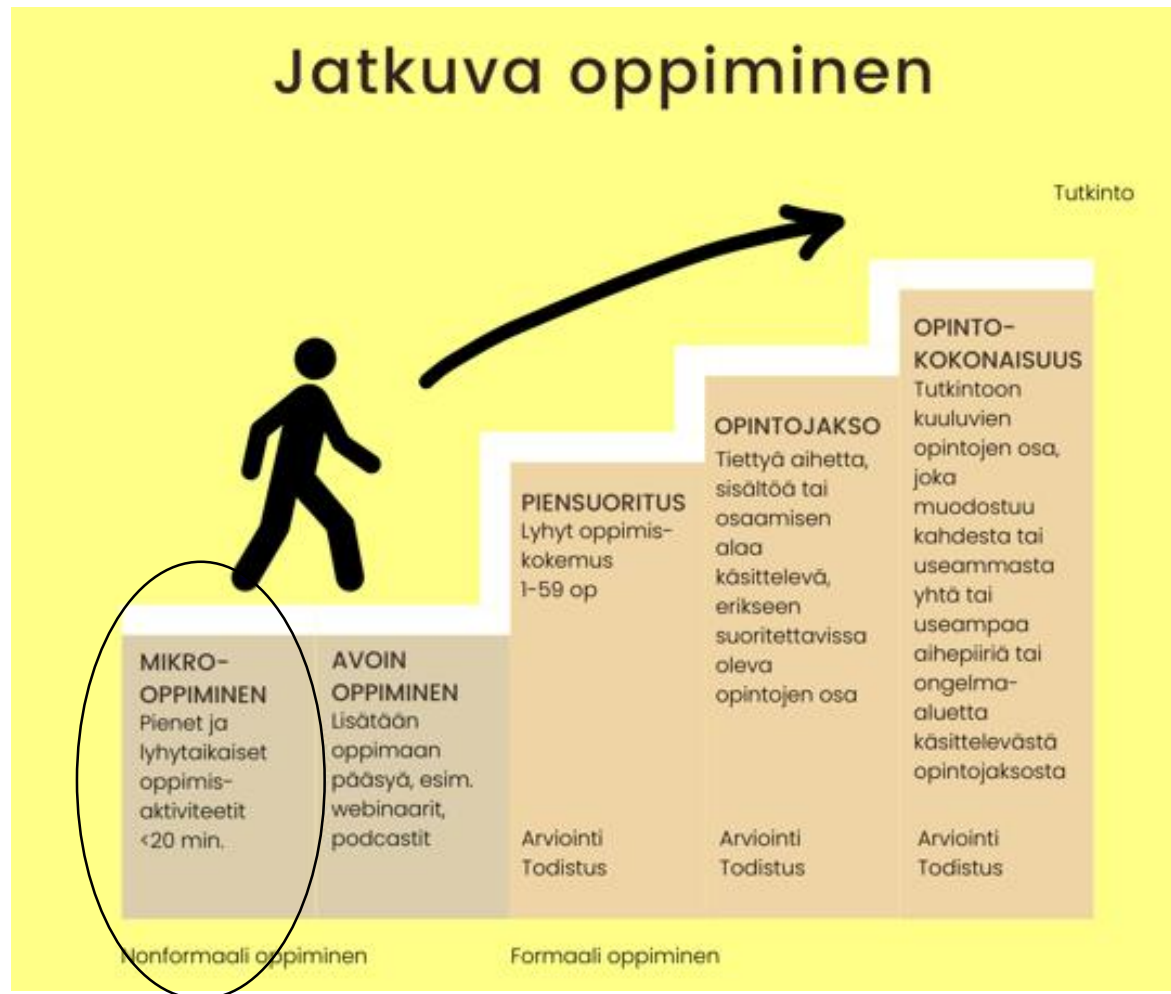 Jatkuva oppiminen
Tutkinto
MIKRO-
OPPIMINEN
Pienet ja
lyhytaikaiset
oppimis-
aktiviteetit
<20 min.
AVOIN
OPPIMINEN
Lisätään
oppimaan
pääsyä, esim.
webinaarit,
podcastit
PIENSUORITUS
Lyhyt oppimis-
kokemus
1-59 op
Arviointi
Todistus
OPINTOJAKSO
Tiettyä aihetta,
sisältöä tai
osaamisen
alaa
käsittelevä,
erikseen
suoritettavissa
oleva
opintojen osa
Arviointi
Todistus
OPINTO-
KOKONAISUUS
Tutkintoon
kuuluvien
opintojen osa,
joka
muodostuu
kahdesta tai
useammasta
yhtä tai
useampaa
aihepiiriä tai
ongelma-
aluetta
käsittelevästä
opintojaksosta
Arviointi
Todistus
Nonformaali oppiminen
Formaali oppiminen